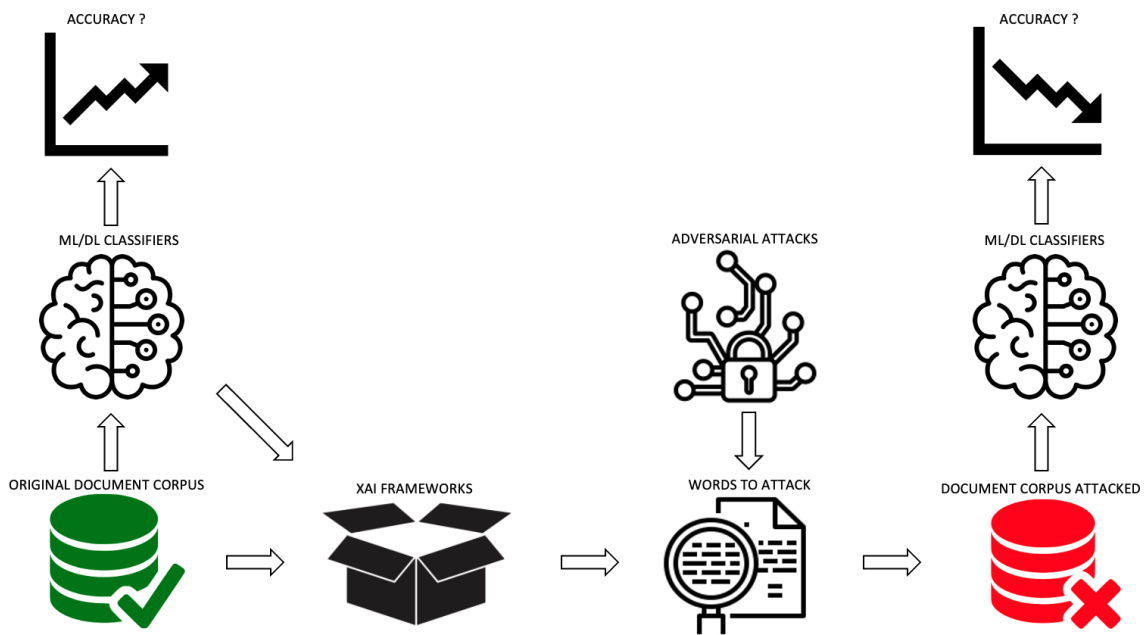 ACCURACY ?
ACCURACY ?
ML/DL CLASSIFIERS
ADVERSARIAL ATTACKS
ML/DL CLASSIFIERS
ORIGINAL DOCUMENT CORPUS
XAI FRAMEWORKS
WORDS TO ATTACK
DOCUMENT CORPUS ATTACKED